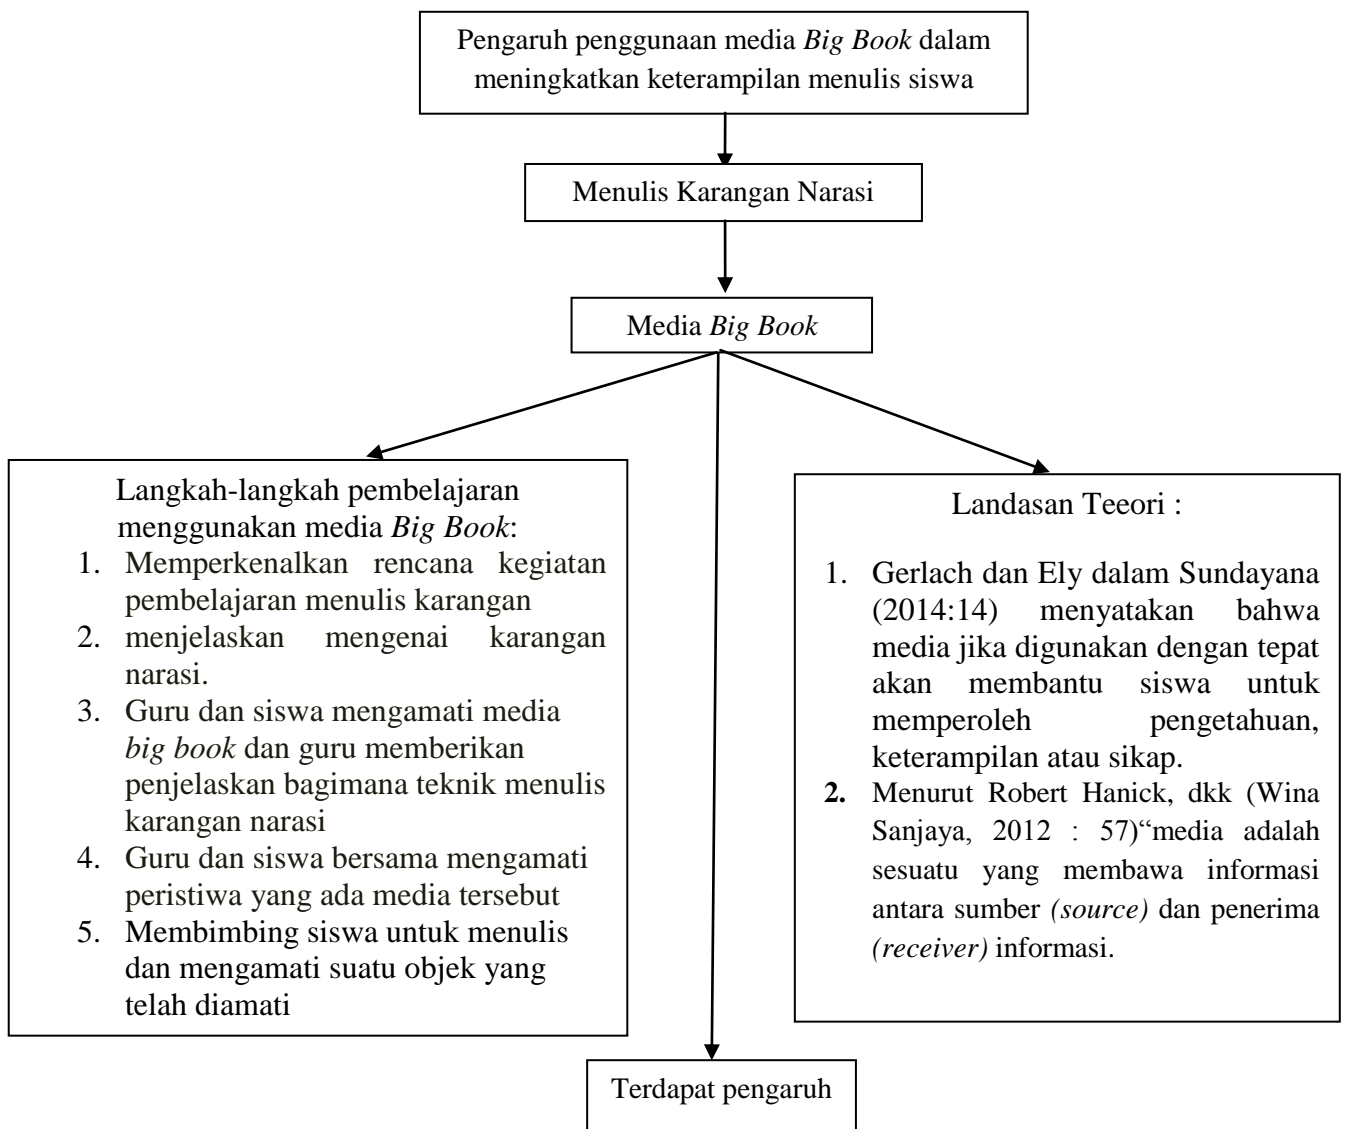 Pengaruh penggunaan media Big Book dalam
meningkatkan keterampilan menulis siswa
Menulis Karangan Narasi
Media Big Book
Langkah-langkah pembelajaran
menggunakan media Big Book:
1. Memperkenalkan rencana kegiatan
pembelajaran menulis karangan
2. menjelaskan mengenai karangan
narasi.
3. Guru dan siswa mengamati media
big book dan guru memberikan
penjelaskan bagimana teknik menulis
karangan narasi
4. Guru dan siswa bersama mengamati
peristiwa yang ada media tersebut
5. Membimbing siswa untuk menulis
dan mengamati suatu objek yang
telah diamati
Landasan Teeori :
1. Gerlach dan Ely dalam Sundayana
(2014:14) menyatakan bahwa
media jika digunakan dengan tepat
akan membantu siswa untuk
memperoleh pengetahuan,
keterampilan atau sikap.
2. Menurut Robert Hanick, dkk (Wina
Sanjaya, 2012 : 57)“media adalah
sesuatu yang membawa informasi
antara sumber (source) dan penerima
(receiver) informasi.
Terdapat pengaruh